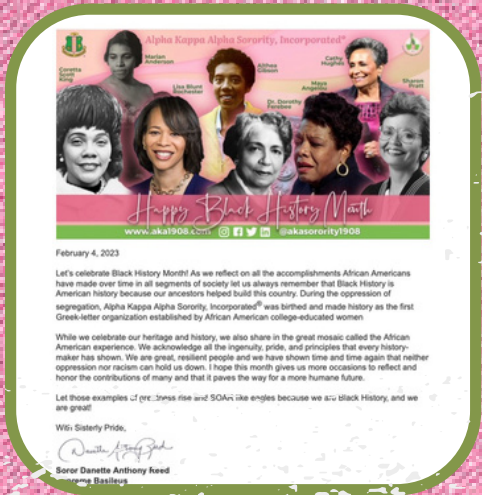 Alpha Kappa Alpha Sorority, Incorporated®
Marian
Anderson
Coretta
Scott
King
Lisa Blunt
Rochester
Althea
Gibson
Cathy
Hughes
Maya
Angelou
Dr. Dorothy
Ferebee
Sharon
Pratt
Happy Black History Month
www.aka1908.com @akasorority1908
February 4, 2023
Let's celebrate Black History Month! As we reflect on all the accomplishments African Americans
have made over time in all segments of society let us always remember that Black History is
American history because our ancestors helped build this country. During the oppression of
segregation, Alpha Kappa Alpha Sorority, Incorporated® was birthed and made history as the first
Greek-letter organization established by African American college-educated women
While we celebrate our heritage and history, we also share in the great mosaic called the African
American experience. We acknowledge all the ingenuity, pride, and principles that every history-
maker has shown. We are great, resilient people and we have shown time and time again that neither
oppression nor racism can hold us down. I hope this month gives us more occasions to reflect and
honor the contributions of many and that it paves the way for a more humane future.
Let those examples of greatness rise and SOAR like eagles because we are Black History, and we
are great!
With Sisterly Pride,
Danette Anthony Reed
Soror Danette Anthony Reed
Supreme Basileus